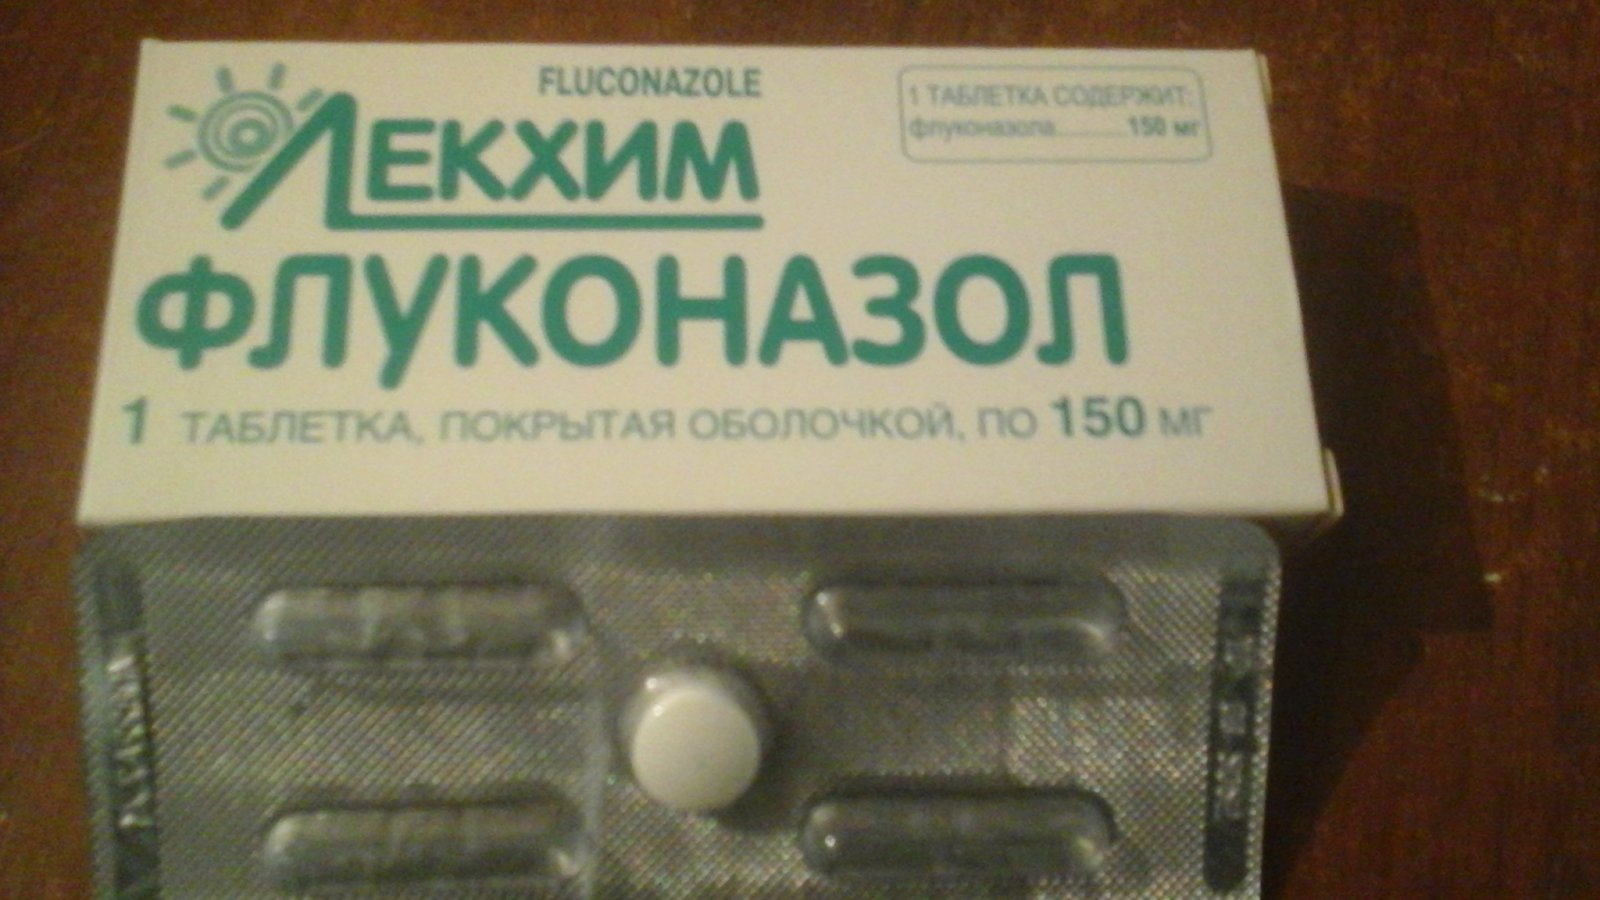 FLUCONAZOLE
ЛЕКХИМ
1 ТАБЛЕТКА СОДЕРЖИТ:
флуконазола............150 мг
ФЛУКОНАЗОЛ
1 ТАБЛЕТКА, ПОКРЫТАЯ ОБОЛОЧКОЙ, ПО 150 МГ